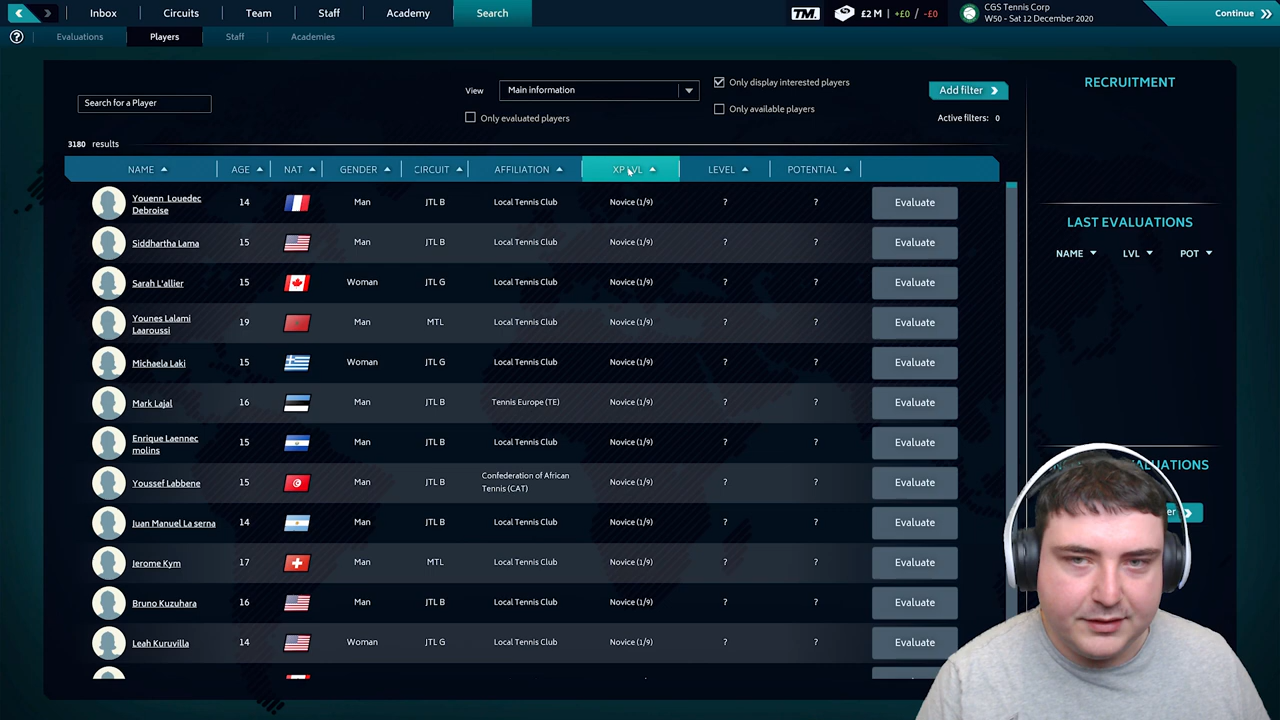 Inbox Circuits Team Staff Academy Search TM. £2 M | +£0 / -£0 CGS Tennis Corp Continue
W50 - Sat 12 December 2020
? Evaluations Players Staff Academies
Search for a Player View Main information Only display interested players Add filter RECRUITMENT
Only evaluated players Only available players Active filters: 0
3180 results
NAME AGE NAT GENDER CIRCUIT AFFILIATION XP LVL LEVEL POTENTIAL
Youenn Louedec
Debroise 14 Man JTL B Local Tennis Club Novice (1/9) ? ? Evaluate
Siddhartha Lama 15 Man JTL B Local Tennis Club Novice (1/9) ? ? Evaluate
Sarah L'allier 15 Woman JTL G Local Tennis Club Novice (1/9) ? ? Evaluate
Younes Lalami
Laaroussi 19 Man MTL Local Tennis Club Novice (1/9) ? ? Evaluate
Michaela Laki 15 Woman JTL G Local Tennis Club Novice (1/9) ? ? Evaluate
Mark Lajal 16 Man JTL B Tennis Europe (TE) Novice (1/9) ? ? Evaluate
Enrique Laennec
molins 15 Man JTL B Local Tennis Club Novice (1/9) ? ? Evaluate
Youssef Labbene 15 Man JTL B Confederation of African
Tennis (CAT) Novice (1/9) ? ? Evaluate
Juan Manuel La serna 14 Man JTL B Local Tennis Club Novice (1/9) ? ? Evaluate
Jerome Kym 17 Man MTL Local Tennis Club Novice (1/9) ? ? Evaluate
Bruno Kuzuhara 16 Man JTL B Local Tennis Club Novice (1/9) ? ? Evaluate
Leah Kuruvilla 14 Woman JTL G Local Tennis Club Novice (1/9) ? ? Evaluate
LAST EVALUATIONS
NAME LVL POT